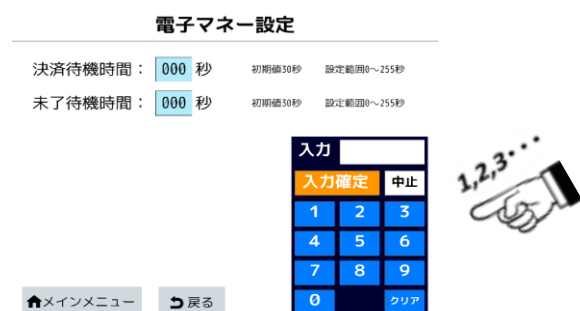 電子マネー設定
決済待機時間： 000 秒 初期値30秒 設定範囲0～255秒
未了待機時間： 000 秒 初期値30秒 設定範囲0～255秒
入力
入力確定 中止
1 2 3
4 5 6
7 8 9
0 クリア
1,2,3・・・
メインメニュー 戻る